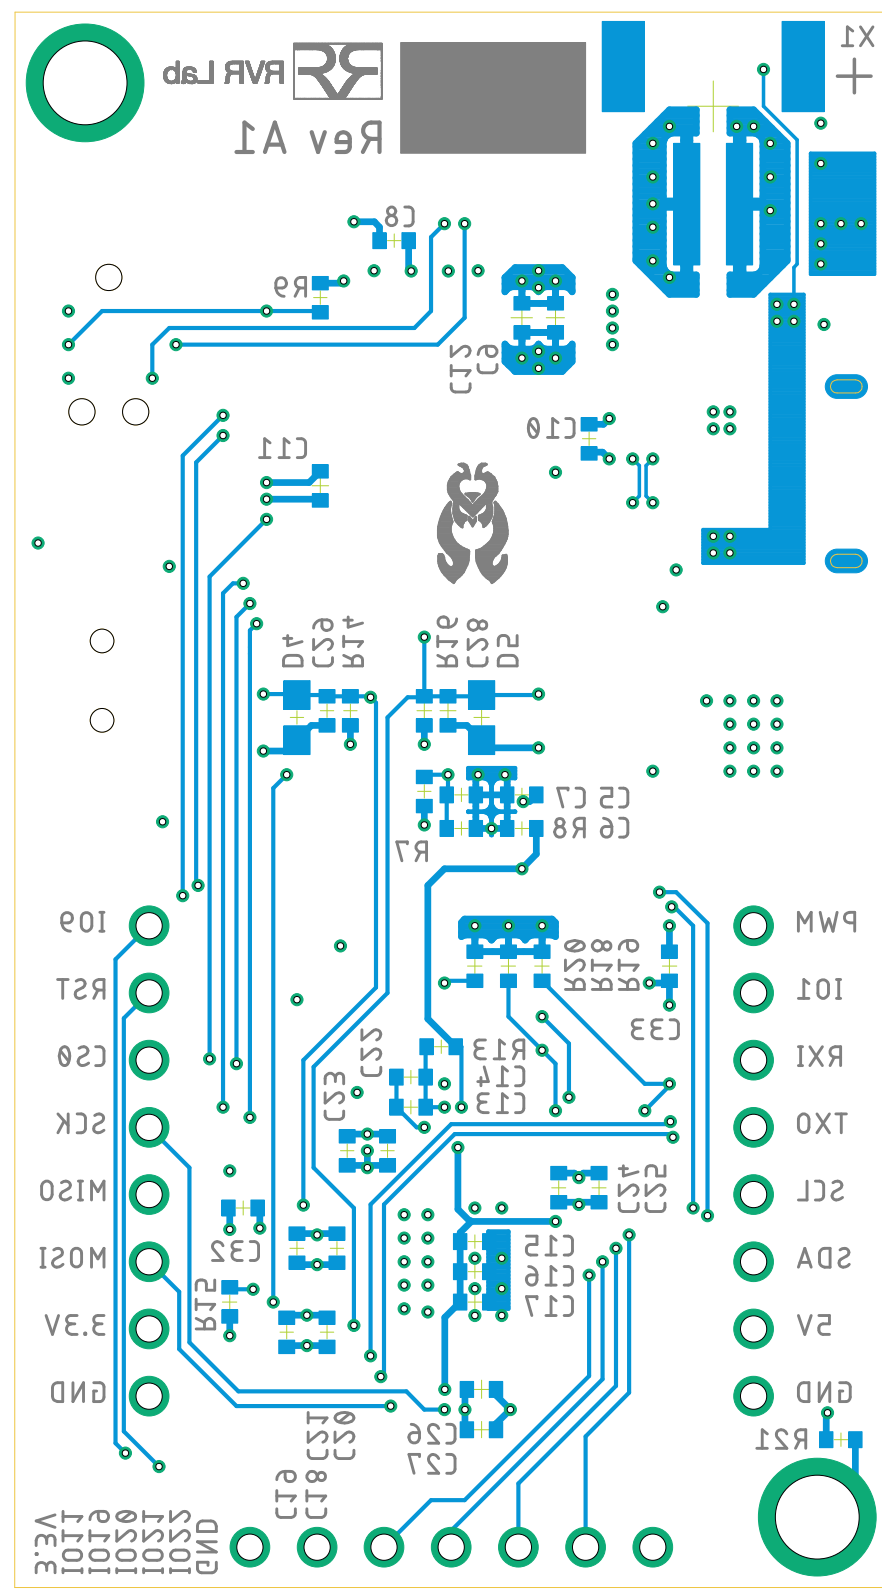 RVR Lab
X1
Rev A1
C8
R9
C12
C9
C10
C11
D4
C29
R14
R16
C28
D5
C7 C5
R8 C6
R7
IO9
RST
CS0
SCK
MISO
MOSI
3.3V
GND
PWM
IO1
RXI
TXO
SCL
SDA
5V
GND
R20
R18
R19
C33
C22
C23
R13
C14
C13
C24
C25
C32
C15
C16
C17
R15
C26
C27
C21
C20
C19
C18
R21
3.3V
IO11
IO19
IO20
IO21
IO22
GND